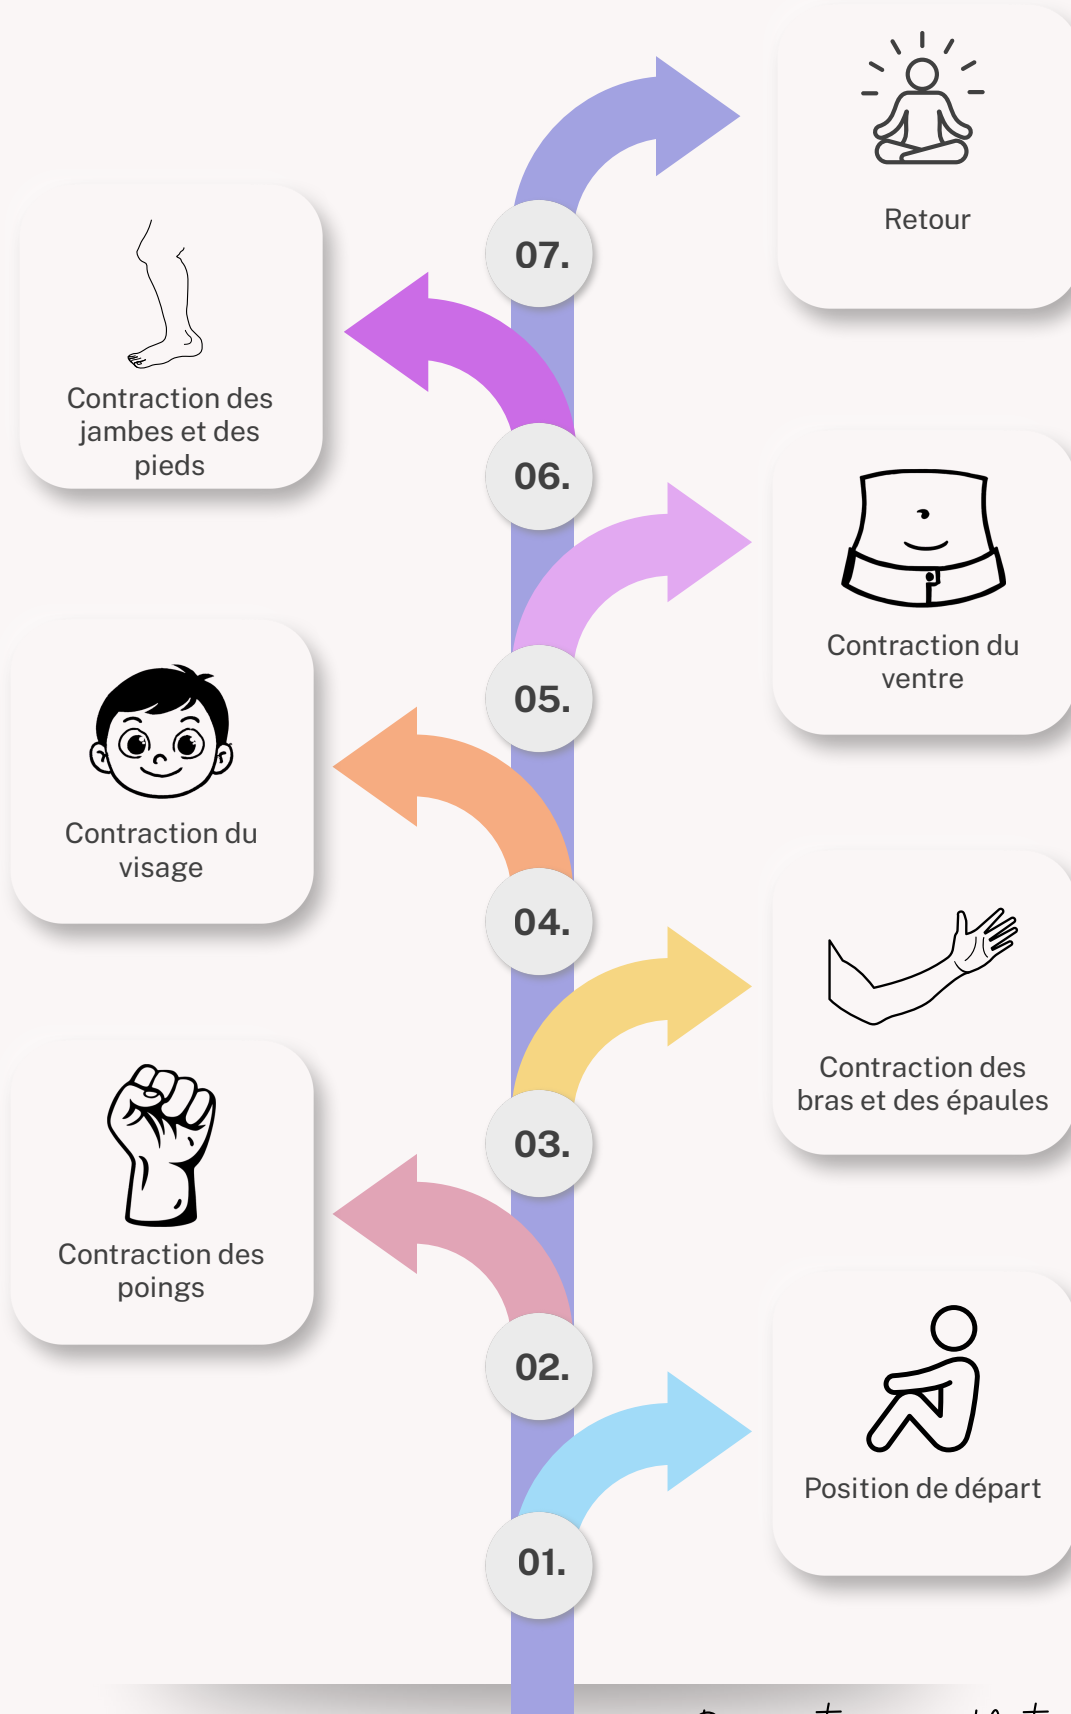 Retour
07.
Contraction des
jambes et des
pieds
06.
Contraction du
ventre
05.
Contraction du
visage
04.
Contraction des
bras et des épaules
03.
Contraction des
poings
02.
Position de départ
01.